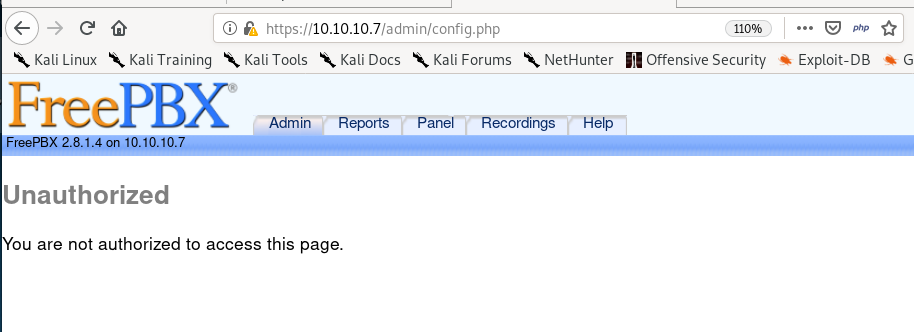 https://10.10.10.7/admin/config.php 110% php
Kali Linux Kali Training Kali Tools Kali Docs Kali Forums NetHunter Offensive Security Exploit-DB G
FreePBX®
Admin Reports Panel Recordings Help
FreePBX 2.8.1.4 on 10.10.10.7
Unauthorized
You are not authorized to access this page.